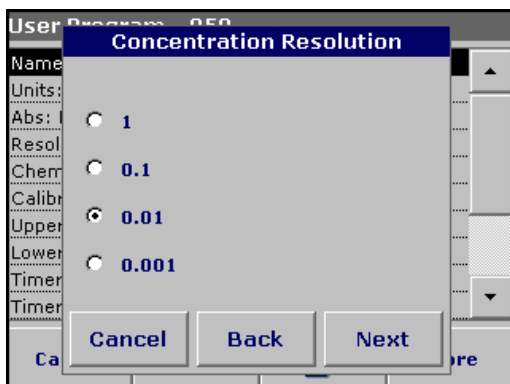 User Program 950
Concentration Resolution
Name
Units:
Abs:
Resol
Chem
Calibr
Upper
Lower
Timer
Timer
1
0.1
0.01
0.001
Cancel
Back
Next
Ca
ore